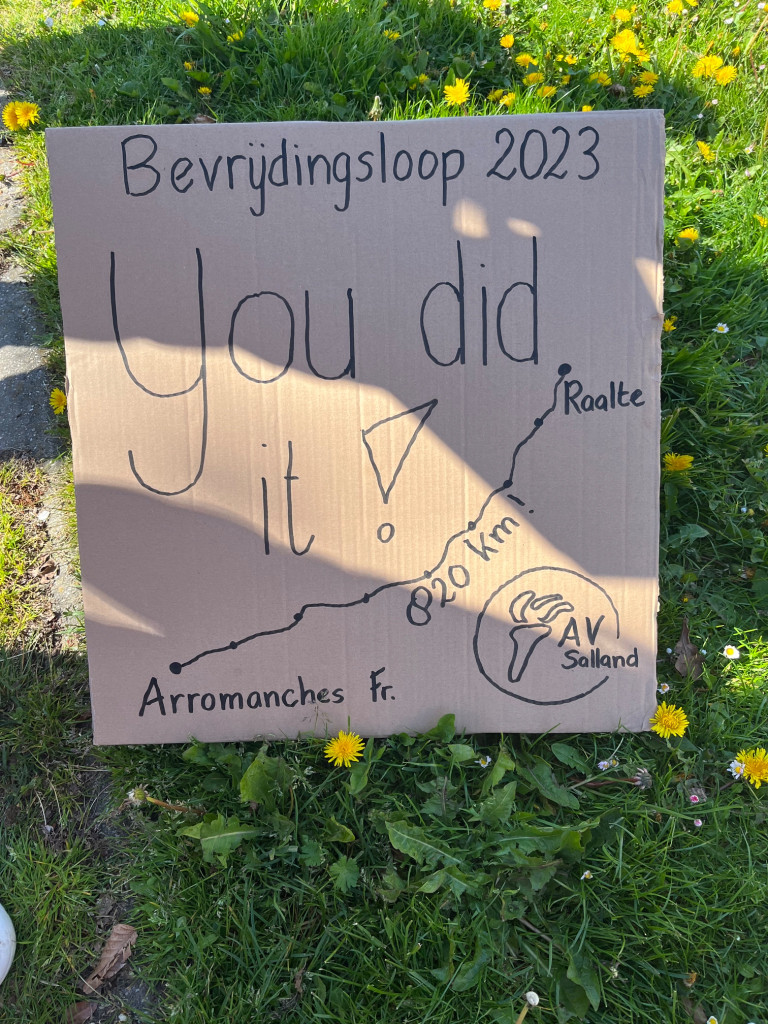 Bevrijdingsloop 2023
You did
it!
Raalte
820 km!
AV
Salland
Arromanches Fr.